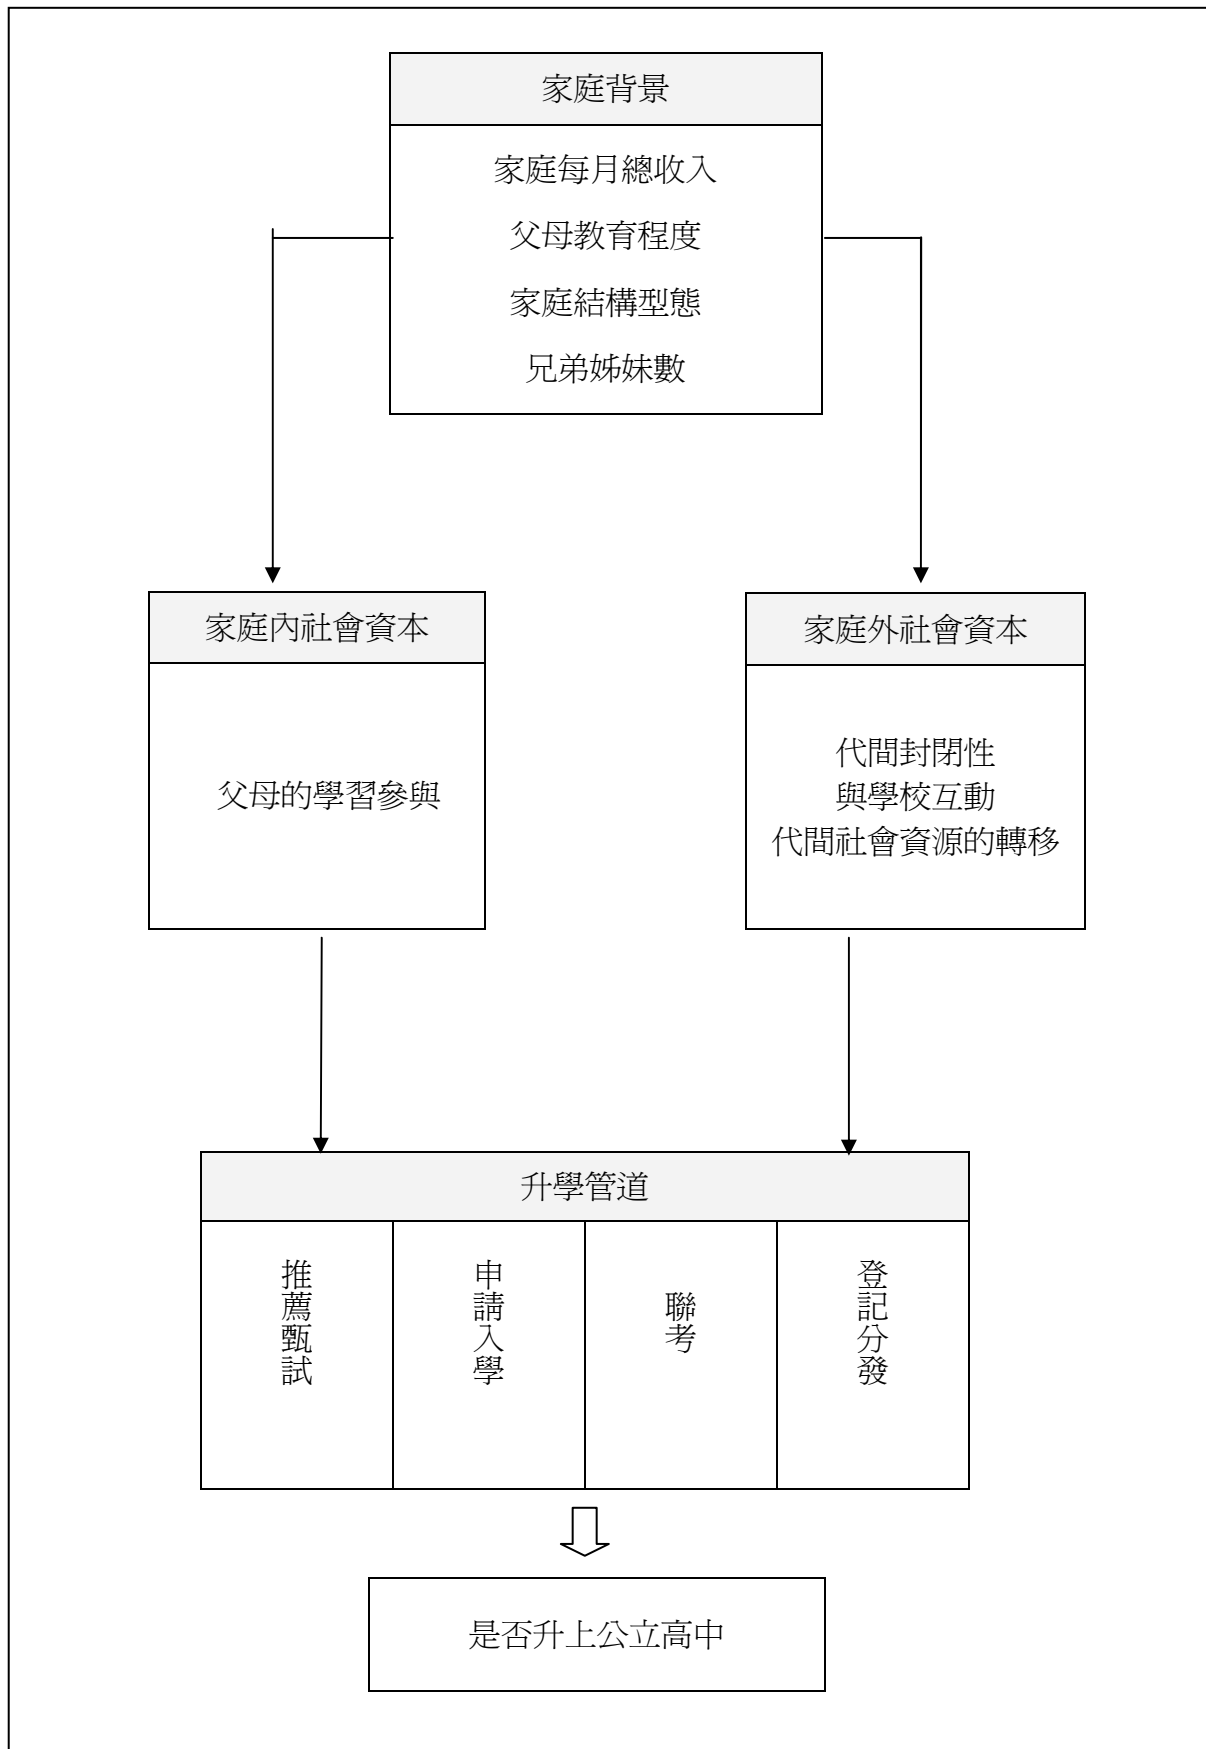 家庭背景
家庭每月總收入
父母教育程度
家庭結構型態
兄弟姊妹數
家庭內社會資本
父母的學習參與
家庭外社會資本
代間封閉性
與學校互動
代間社會資源的轉移
升學管道
推薦甄試
申請入學
聯考
登記分發
是否升上公立高中